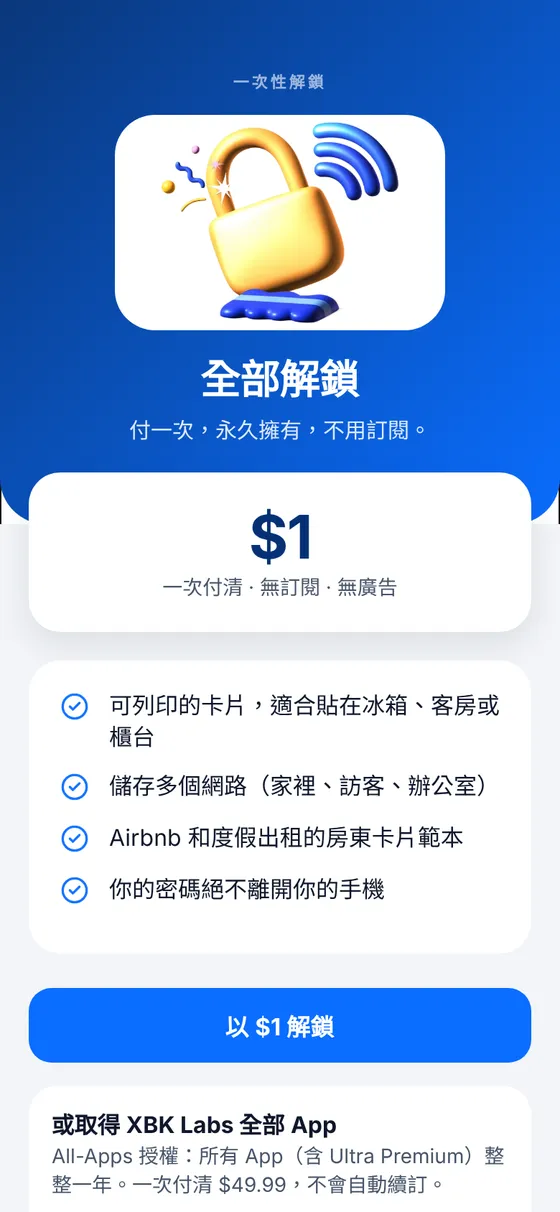 一次性解鎖
全部解鎖
付一次，永久擁有，不用訂閱。
$1
一次付清 · 無訂閱 · 無廣告
可列印的卡片，適合貼在冰箱、客房或
櫃台
儲存多個網路（家裡、訪客、辦公室）
Airbnb 和度假出租的房東卡片範本
你的密碼絕不離開你的手機
以 $1 解鎖
或取得 XBK Labs 全部 App
All-Apps 授權：所有 App（含 Ultra Premium）整
整一年。一次付清 $49.99，不會自動續訂。